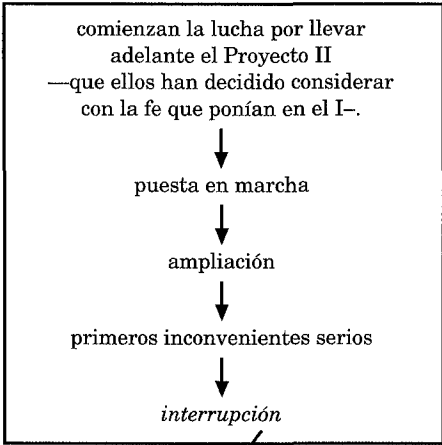 comienzan la lucha por llevar
adelante el Proyecto II
—que ellos han decidido considerar
con la fe que ponían en el I–.
puesta en marcha
ampliación
primeros inconvenientes serios
interrupción